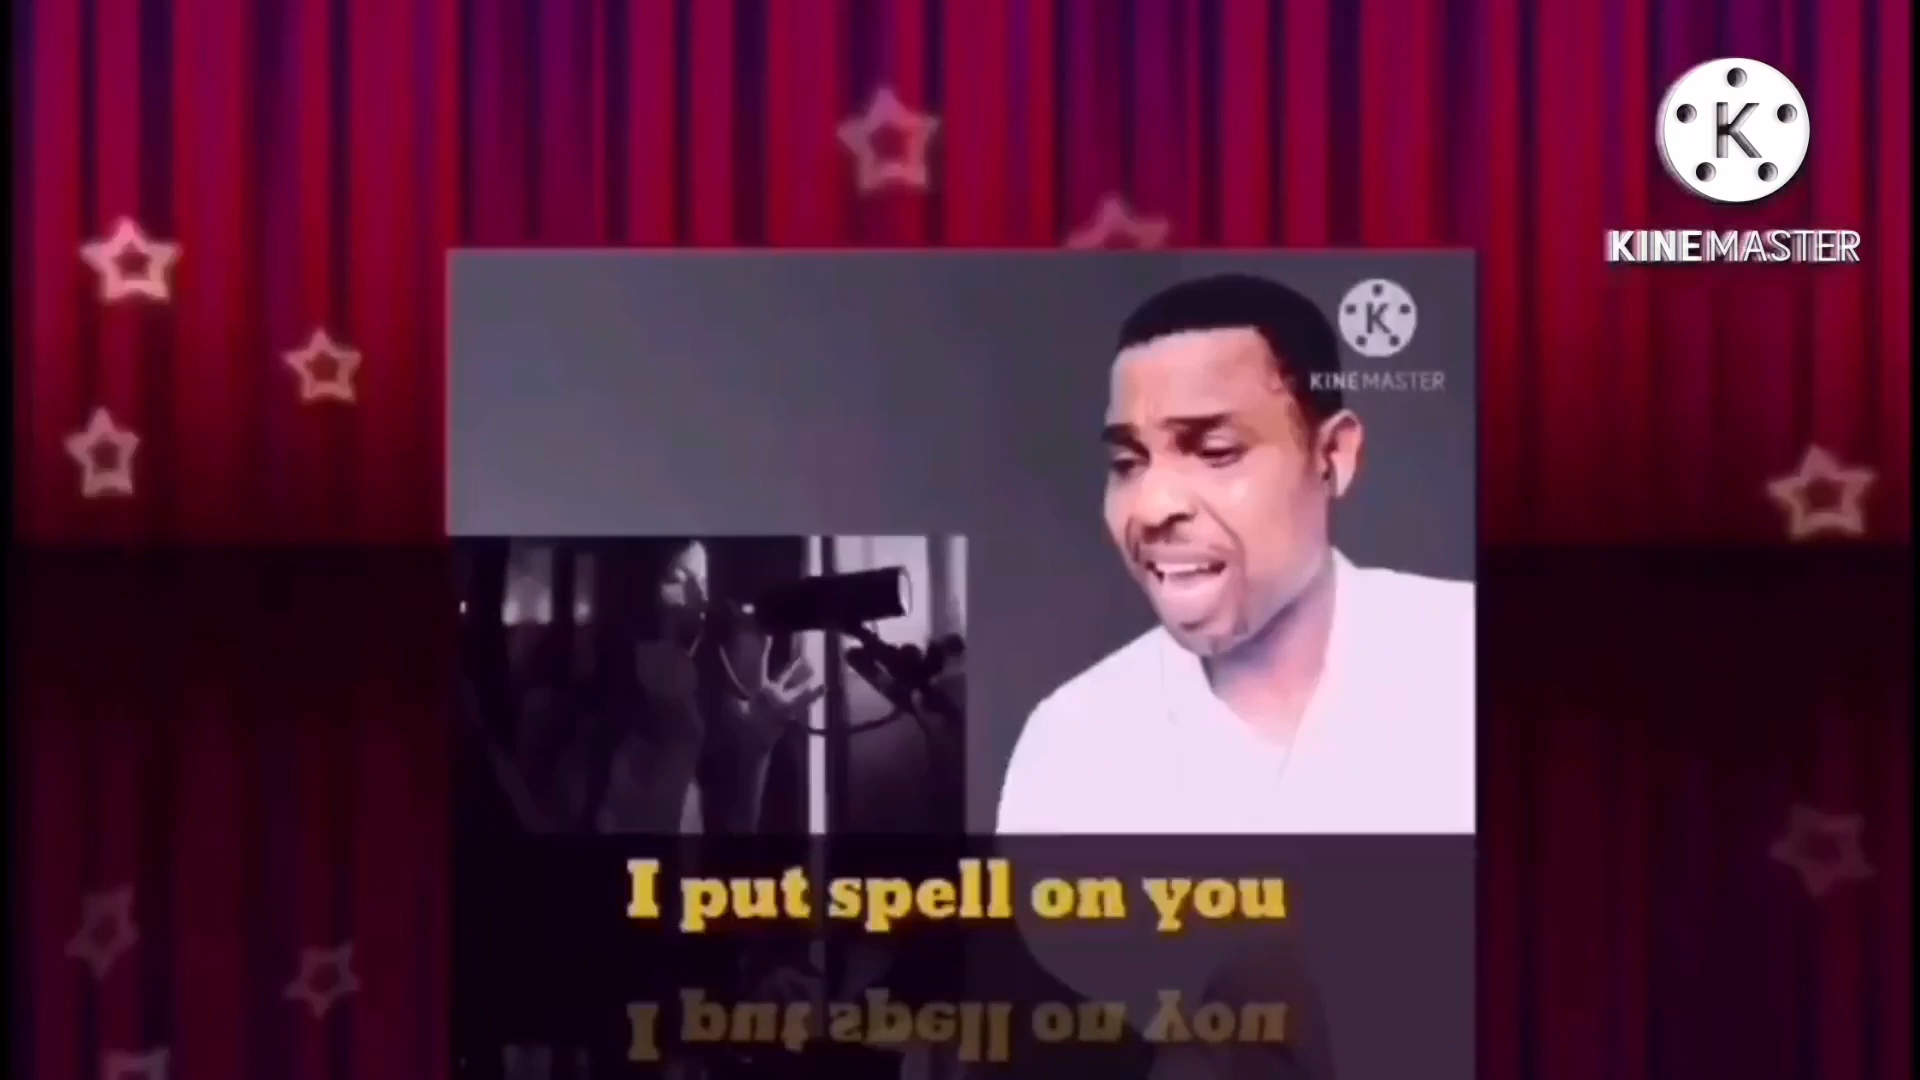 K
KINEMASTER
K
KINEMASTER
I put spell on you
I put spell on you